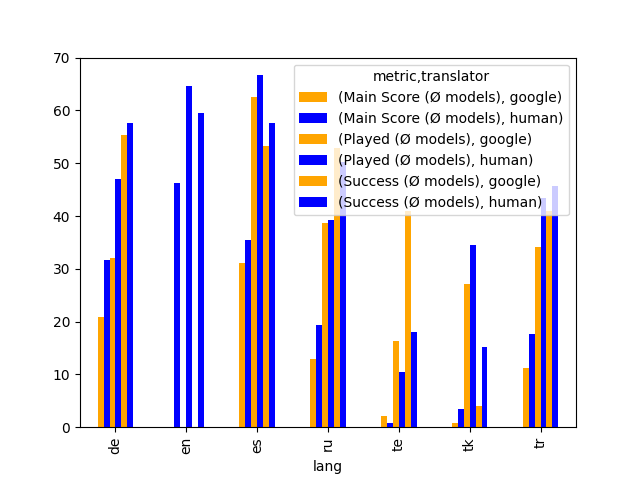 70
60
50
40
30
20
10
0
metric,translator
(Main Score (Ø models), google)
(Main Score (Ø models), human)
(Played (Ø models), google)
(Played (Ø models), human)
(Success (Ø models), google)
(Success (Ø models), human)
de
en
es
ru
te
tk
tr
lang